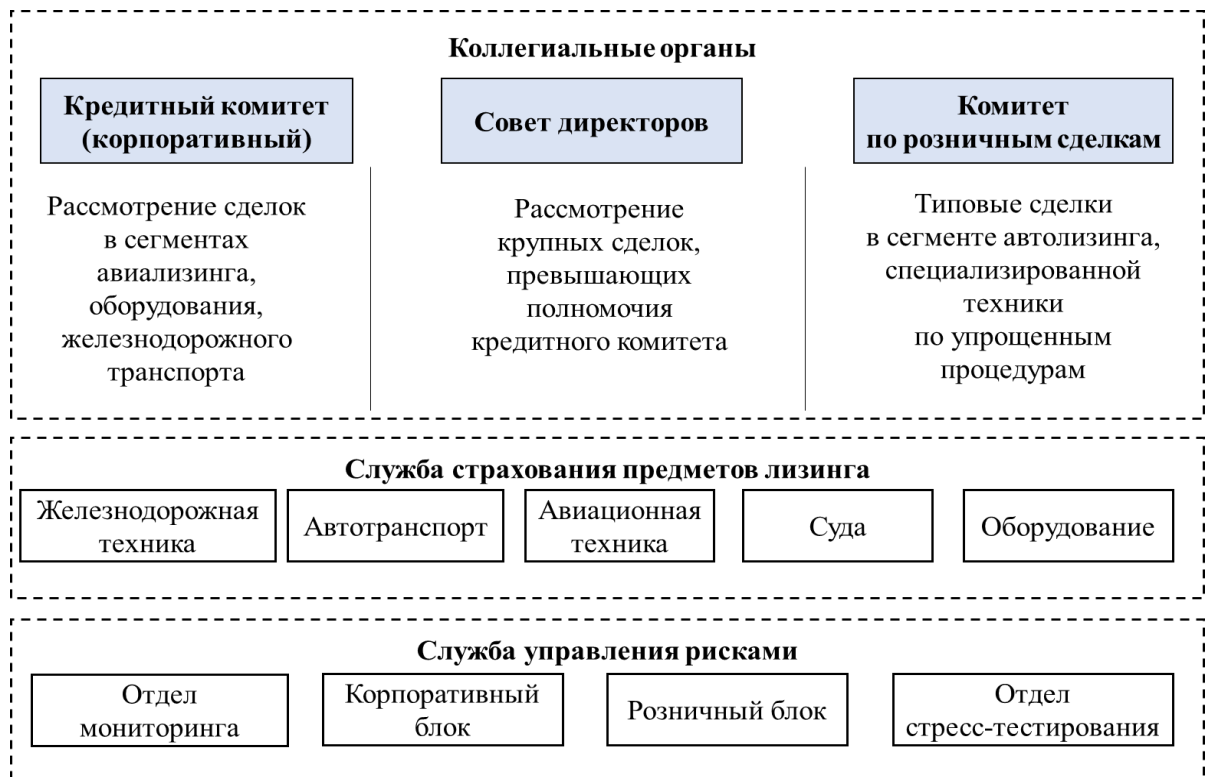 Коллегиальные органы
Кредитный комитет
(корпоративный)
Совет директоров
Комитет
по розничным сделкам
Рассмотрение сделок
в сегментах
авиализинга,
оборудования,
железнодорожного
транспорта
Рассмотрение
крупных сделок,
превышающих
полномочия
кредитного комитета
Типовые сделки
в сегменте автолизинга,
специализированной
техники
по упрощенным
процедурам
Служба страхования предметов лизинга
Железнодорожная
техника
Автотранспорт
Авиационная
техника
Суда
Оборудование
Служба управления рисками
Отдел
мониторинга
Корпоративный
блок
Розничный блок
Отдел
стресс-тестирования